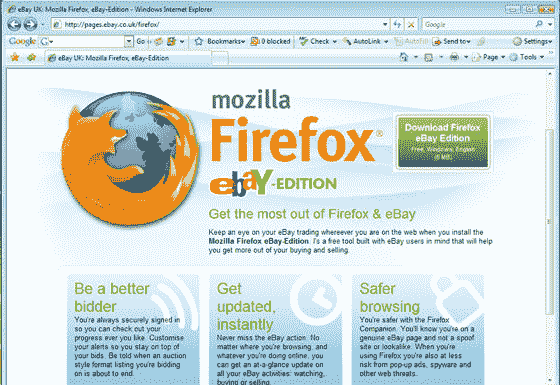 eBay UK: Mozilla Firefox, eBay-Edition - Windows Internet Explorer
http://pages.ebay.co.uk/firefox/
Google
Google G Go Bookmarks 0 blocked Check AutoLink AutoFill Send to Settings
eBay UK: Mozilla Firefox, eBay-Edition
Page Tools
mozilla
Firefox
ebay-EDITION
Download Firefox
eBay Edition
Free, Windows, English
Get the most out of Firefox & eBay
Keep an eye on your eBay trading wherever you are on the web when you install the
Mozilla Firefox eBay-Edition. It's a free tool built with eBay users in mind that will help
you get more out of your buying and selling.
Be a better
bidder
You're always securely signed in
so you can check out your
progress ever you like. Customise
your alerts so you stay on top of
your bids. Be told when an auction
style format listing you're bidding
on is about to end.
Get
updated,
instantly
Never miss the eBay action. No
matter where you're browsing, and
whatever you're doing online, you
can get an at-a-glance update on
all your eBay activities: watching,
buying or selling.
Safer
browsing
You're safer with the Firefox
Companion. You'll know you're on a
genuine eBay page and not a spoof
site or lookalike. When you're
using Firefox you're also at less
risk from pop-up ads, spyware and
other web threats.